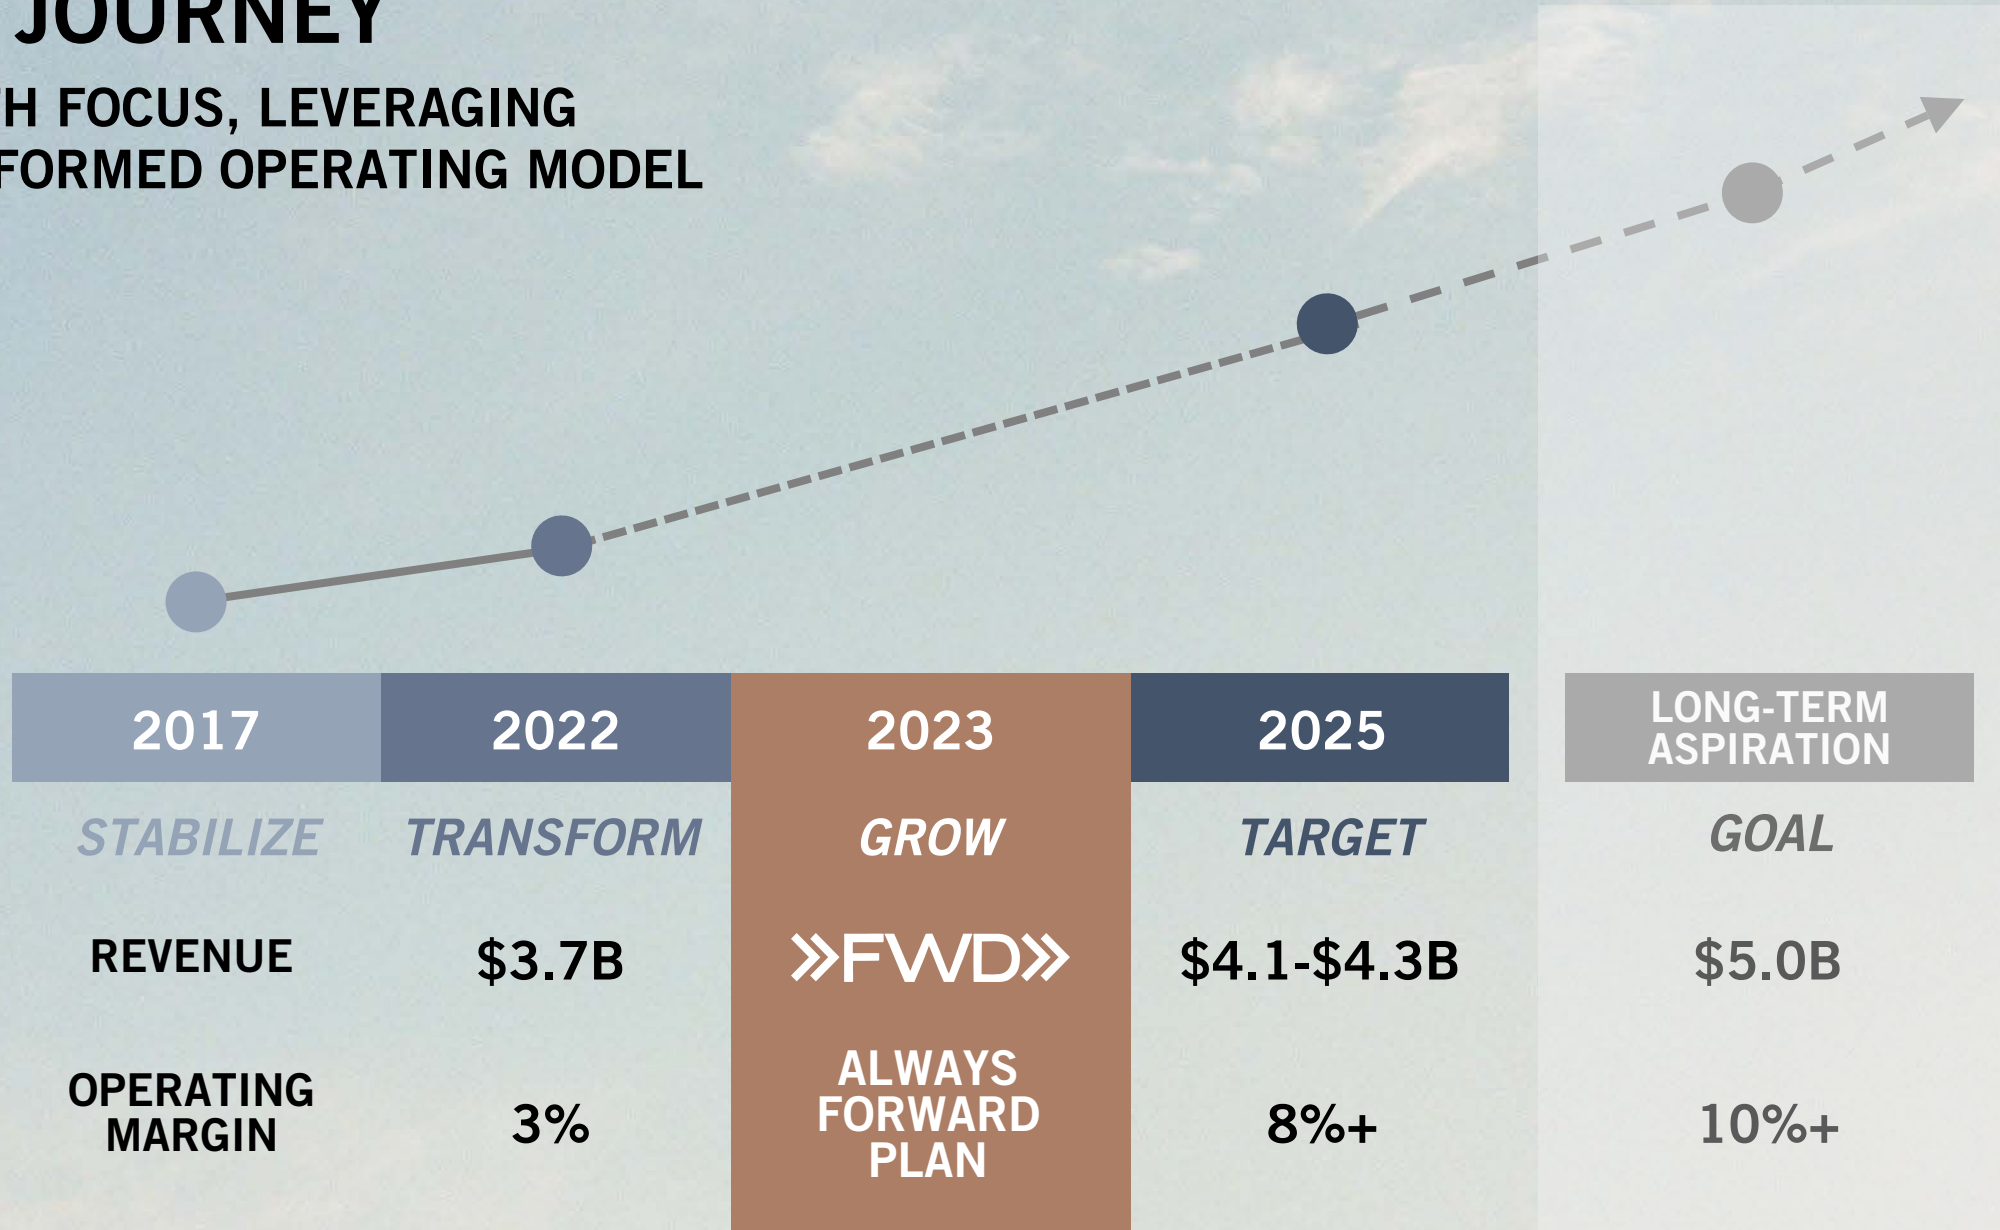 JOURNEY
TH FOCUS, LEVERAGING
FORMED OPERATING MODEL
2017
2022
2023
2025
LONG-TERM
ASPIRATION
STABILIZE
TRANSFORM
GROW
TARGET
GOAL
REVENUE
$3.7B
»FWD»
$4.1-$4.3B
$5.0B
OPERATING
MARGIN
3%
ALWAYS
FORWARD
PLAN
8%+
10%+